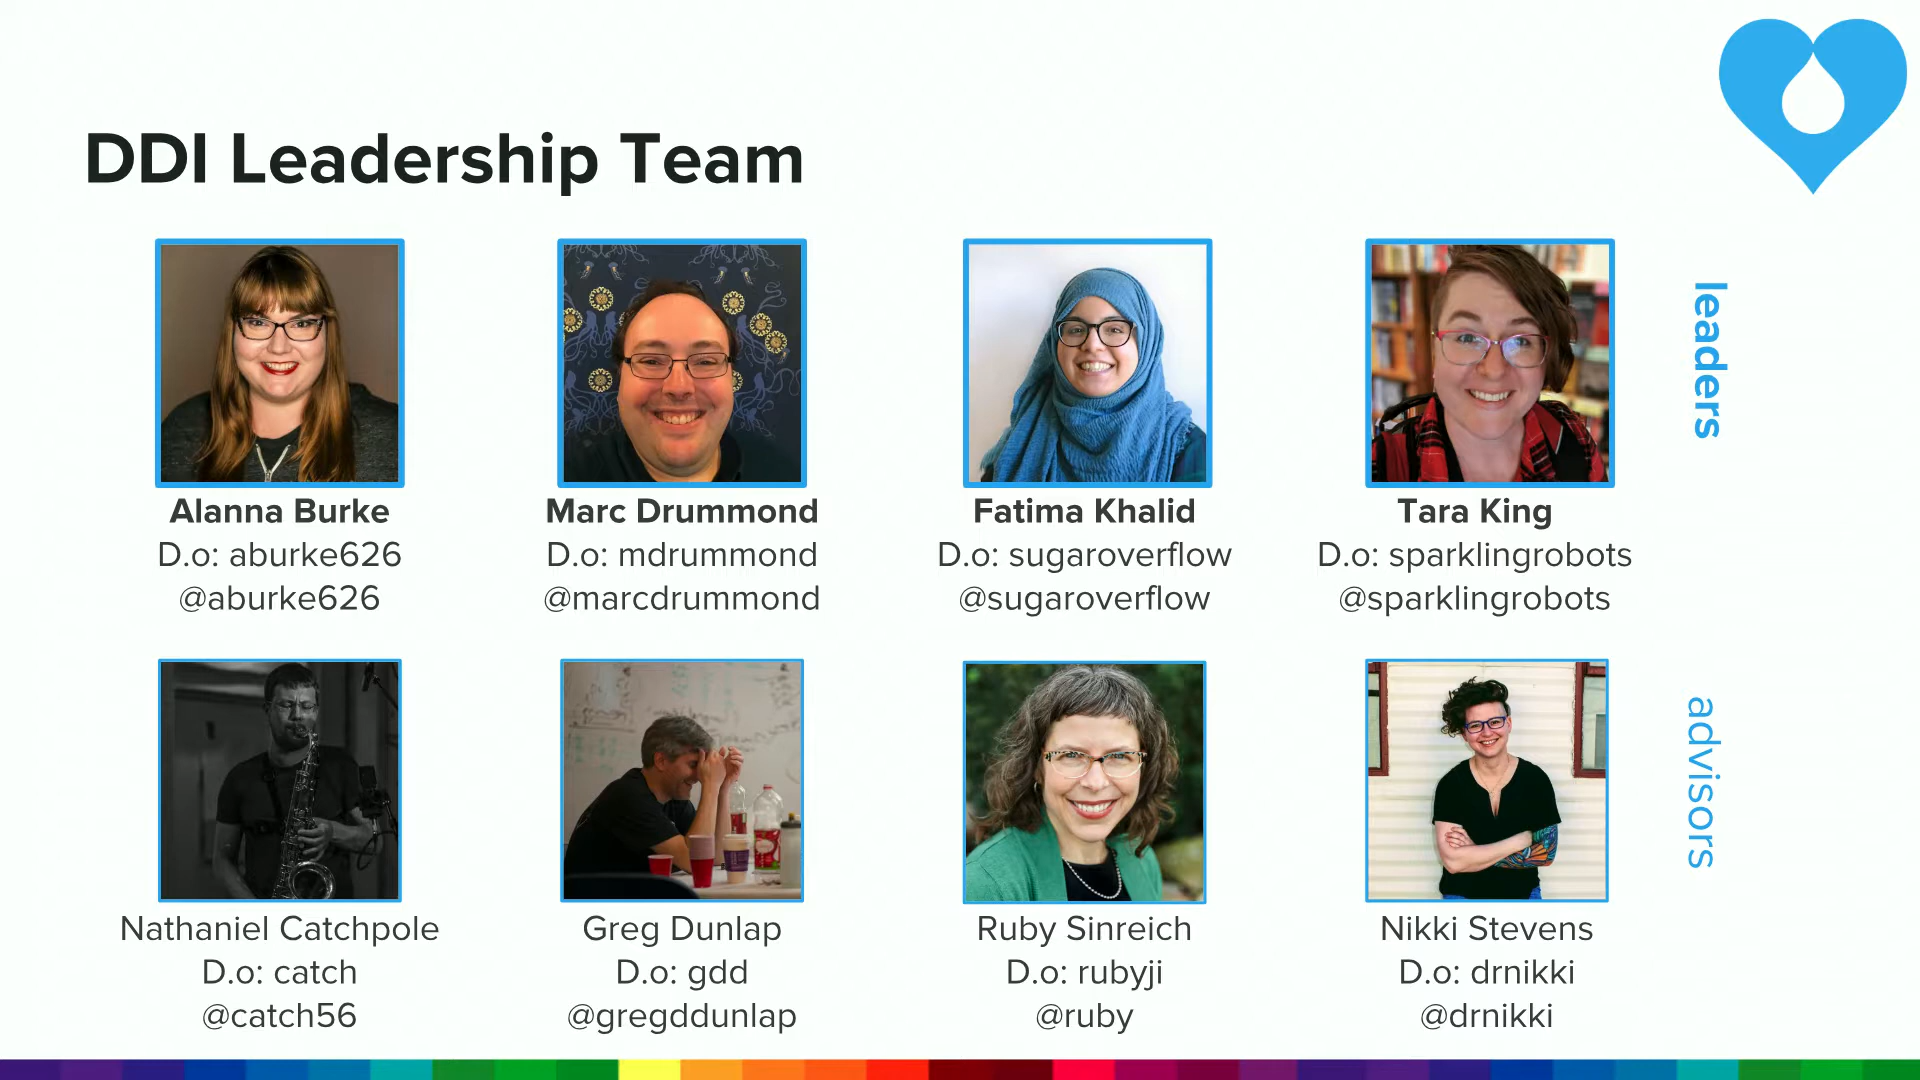 DDI Leadership Team
Alanna Burke
D.o: aburke626
@aburke626
Marc Drummond
D.o: mdrummond
@marcdrummond
Fatima Khalid
D.o: sugaroverflow
@sugaroverflow
Tara King
D.o: sparklingrobots
@sparklingrobots
leaders
Nathaniel Catchpole
D.o: catch
@catch56
Greg Dunlap
D.o: gdd
@gregddunlap
Ruby Sinreich
D.o: rubyji
@ruby
Nikki Stevens
D.o: drnikki
@drnikki
advisors